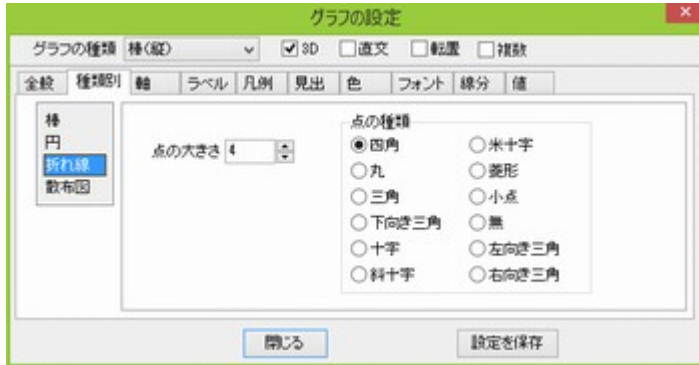 グラフの設定
グラフの種類 棒(縦) 3D 直交 転置 複数
全般 種類別 軸 ラベル 凡例 見出 色 フォント 線分 値
棒
円
折れ線
散布図
点の大きさ 4
点の種類
四角 米十字
丸 菱形
三角 小点
下向き三角 無
十字 左向き三角
斜十字 右向き三角
閉じる 設定を保存